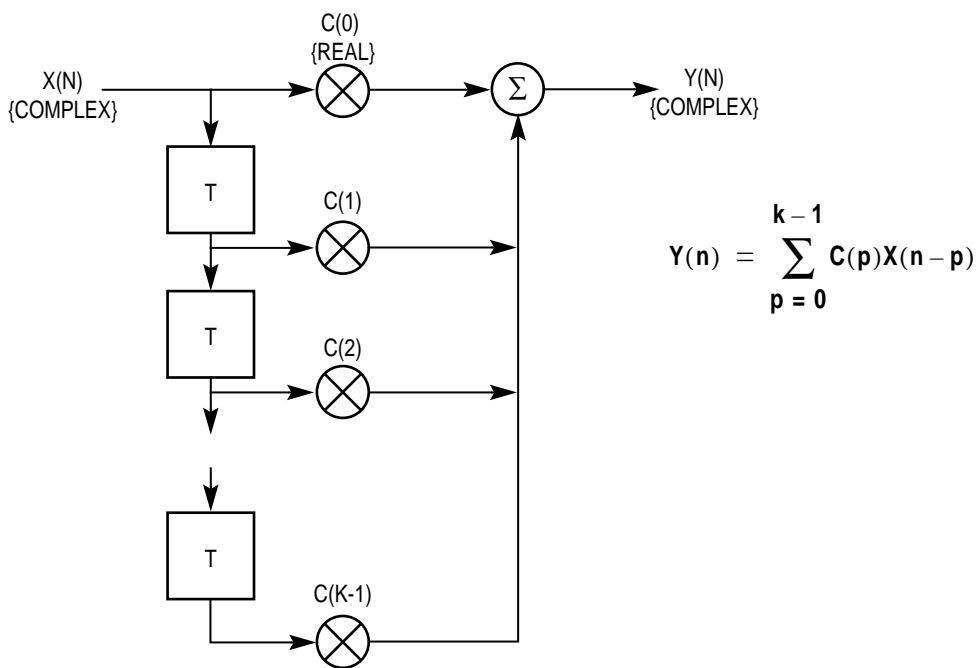 C(0)
{REAL}
X(N)
{COMPLEX}
Σ
Y(N)
{COMPLEX}
T
C(1)
T
C(2)
T
C(K-1)
k – 1
Y(n) = ∑ C(p)X(n – p)
p = 0